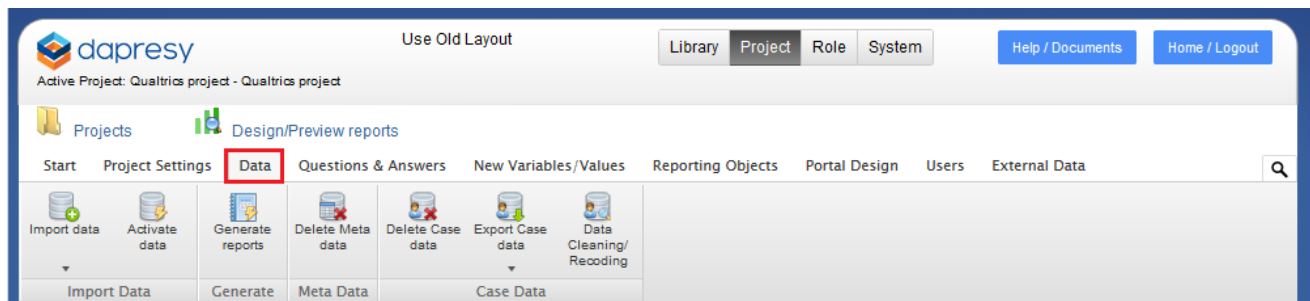 dapresy
Use Old Layout
Library Project Role System
Help / Documents
Home / Logout
Active Project: Qualtrics project - Qualtrics project
Projects
Design/Preview reports
Start Project Settings Data Questions & Answers New Variables/Values Reporting Objects Portal Design Users External Data
Import data
Activate
data
Generate
reports
Delete Meta
data
Delete Case
data
Export Case
data
Data
Cleaning/
Recoding
Import Data Generate Meta Data Case Data